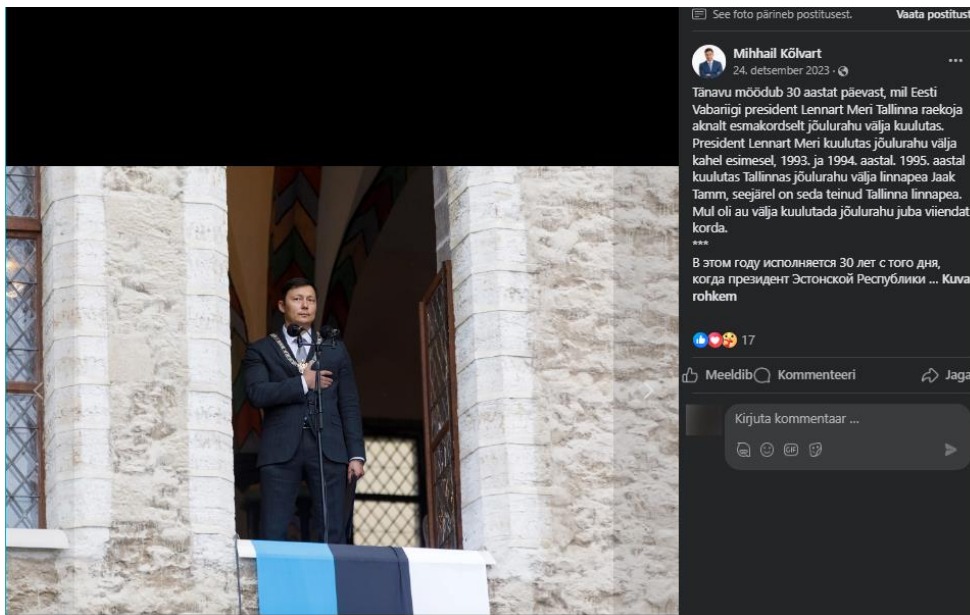 See foto pärineb postitusest. Vaata postitust
Mihhail Kõlvart
24. detsember 2023 ·
Tänavu möödub 30 aastat päevast, mil Eesti
Vabariigi president Lennart Meri Tallinna raekoja
aknalt esmakordselt jõulurahu välja kuulutas.
President Lennart Meri kuulutas jõulurahu välja
kahel esimesel, 1993. ja 1994. aastal. 1995. aastal
kuulutas Tallinnas jõulurahu välja linnapea Jaak
Tamm, seejärel on seda teinud Tallinna linnapea.
Mul oli au välja kuulutada jõulurahu juba viiendat
korda.
***
В этом году исполняется 30 лет с того дня,
когда президент Эстонской Республики ... Kuva
rohkem
17
Meeldib Kommenteeri Jaga
Kirjuta kommentaar ...
GIF